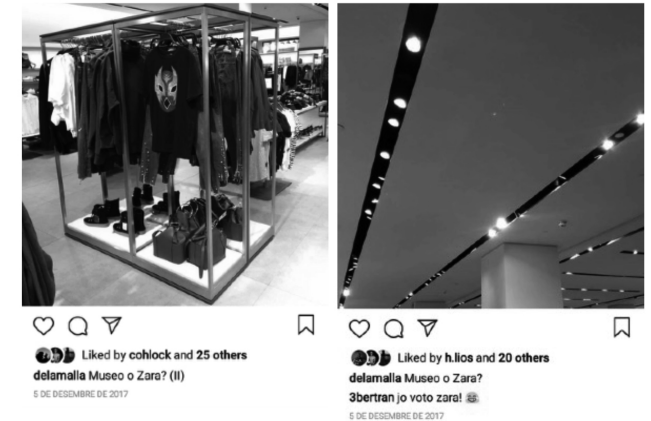 Liked by cohlock and 25 others
delamalla Museo o Zara? (II)
5 DE DESEMBRE DE 2017
Liked by h.lios and 20 others
delamalla Museo o Zara?
3bertran jo voto zara!
5 DE DESEMBRE DE 2017